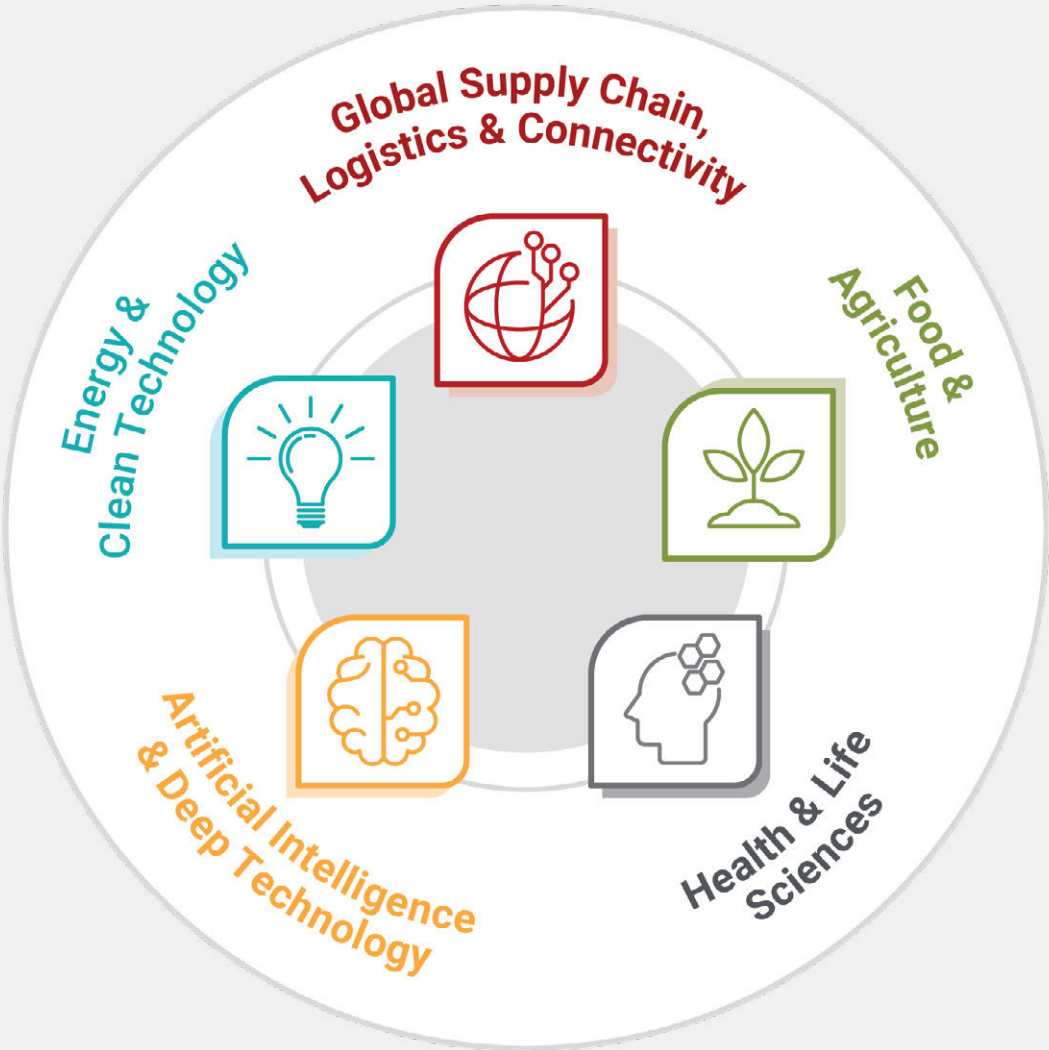 Global Supply Chain,
Logistics & Connectivity
Food &
Agriculture
Health & Life
Sciences
Artificial Intelligence
& Deep Technology
Energy &
Clean Technology